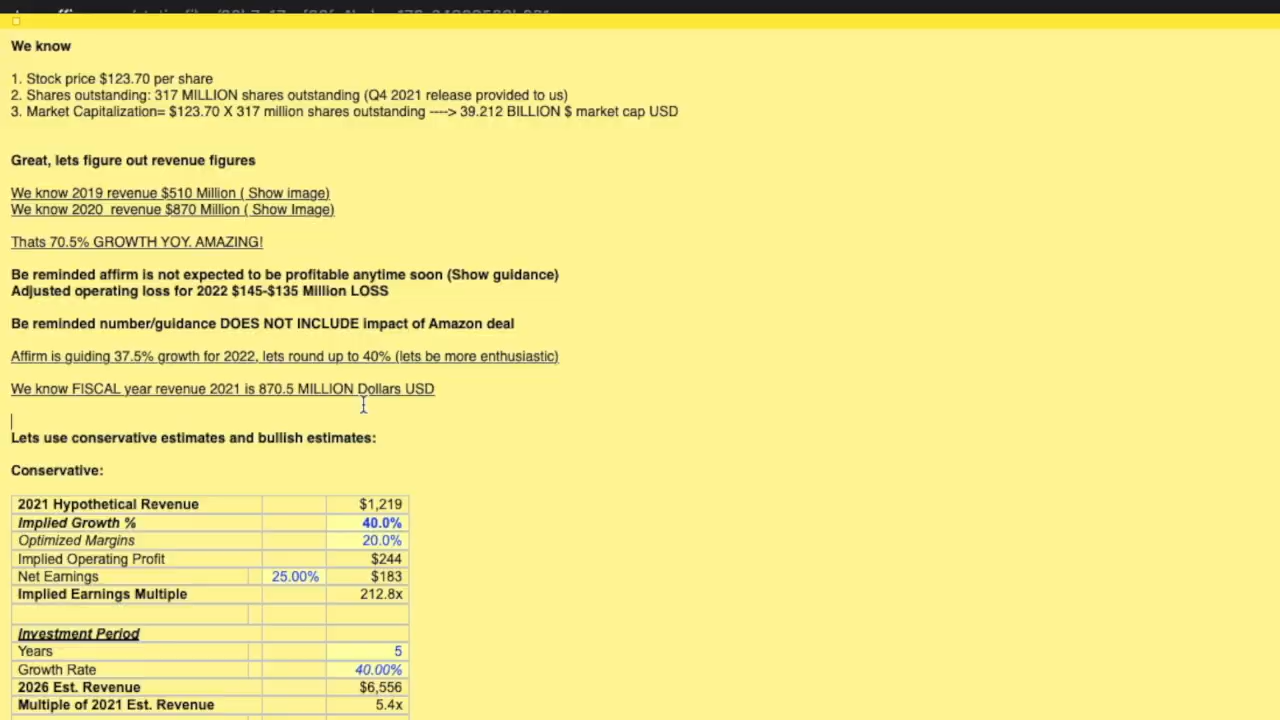 We know
1. Stock price $123.70 per share
2. Shares outstanding: 317 MILLION shares outstanding (Q4 2021 release provided to us)
3. Market Capitalization= $123.70 X 317 million shares outstanding ----> 39.212 BILLION $ market cap USD
Great, lets figure out revenue figures
We know 2019 revenue $510 Million ( Show image)
We know 2020  revenue $870 Million ( Show Image)
Thats 70.5% GROWTH YOY. AMAZING!
Be reminded affirm is not expected to be profitable anytime soon (Show guidance)
Adjusted operating loss for 2022 $145-$135 Million LOSS
Be reminded number/guidance DOES NOT INCLUDE impact of Amazon deal
Affirm is guiding 37.5% growth for 2022, lets round up to 40% (lets be more enthusiastic)
We know FISCAL year revenue 2021 is 870.5 MILLION Dollars USD
Lets use conservative estimates and bullish estimates:
Conservative:
2021 Hypothetical Revenue $1,219
Implied Growth % 40.0%
Optimized Margins 20.0%
Implied Operating Profit $244
Net Earnings 25.00% $183
Implied Earnings Multiple 212.8x
Investment Period
Years 5
Growth Rate 40.00%
2026 Est. Revenue $6,556
Multiple of 2021 Est. Revenue 5.4x